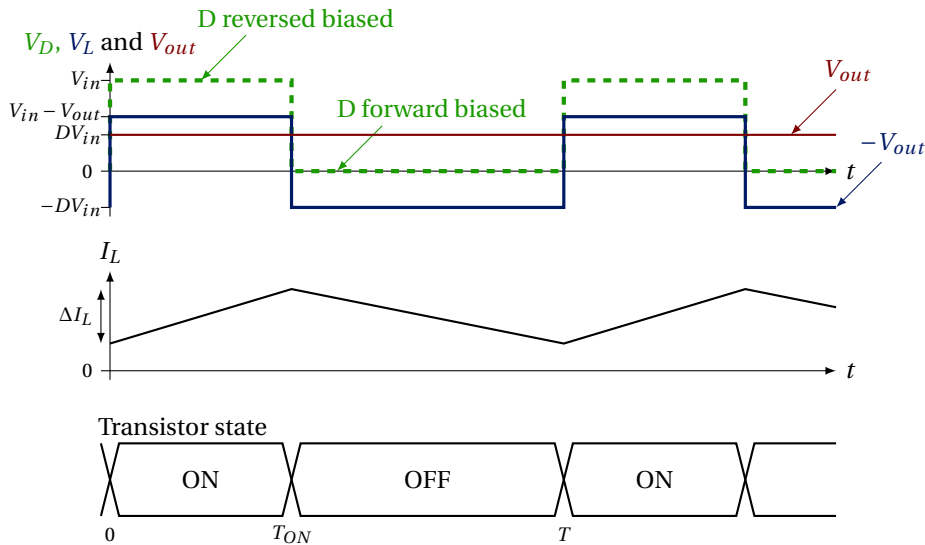 D reversed biased
V_D, V_L and V_out
V_in
V_out
V_in − V_out
D forward biased
DV_in
−V_out
0
t
−DV_in
I_L
ΔI_L
0
t
Transistor state
ON OFF ON
0 T_ON T